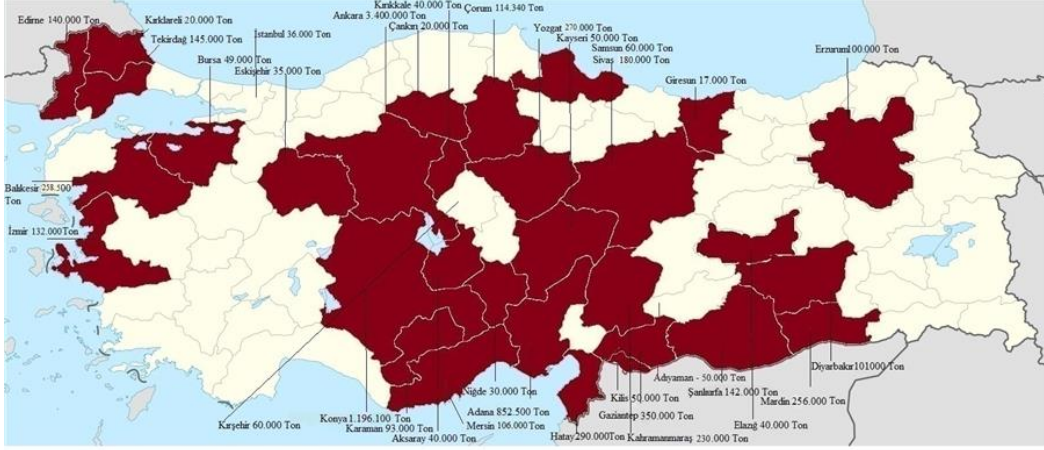 Kırıkkale 40.000 Ton
Çorum 114.340 Ton
Edirne 140.000 Ton
Kırklareli 20.000 Ton
Ankara 3.400.000 Ton
Çankırı 20.000 Ton
Yozgat 270.000 Ton
Tekirdağ 145.000 Ton
İstanbul 36.000 Ton
Kayseri 50.000 Ton
Samsun 60.000 Ton
Erzurum100.000 Ton
Bursa 49.000 Ton
Sivas 180.000 Ton
Eskişehir 35.000 Ton
Giresun 17.000 Ton
Balıkesir 258.500
Ton
İzmir 132.000Ton
Diyarbakır101000 Ton
Adıyaman - 50.000 Ton
Niğde 30.000 Ton
Şanlıurfa 142.000 Ton
Kilis 50.000 Ton
Mardin 256.000 Ton
Adana 852.500 Ton
Gaziantep 350.000 Ton
Konya 1.196.100 Ton
Kırşehir 60.000 Ton
Mersin 106.000Ton
Elazığ 40.000 Ton
Karaman 93.000 Ton
Aksaray 40.000 Ton
Hatay290.000Ton
Kahramanmaraş 230.000 Ton